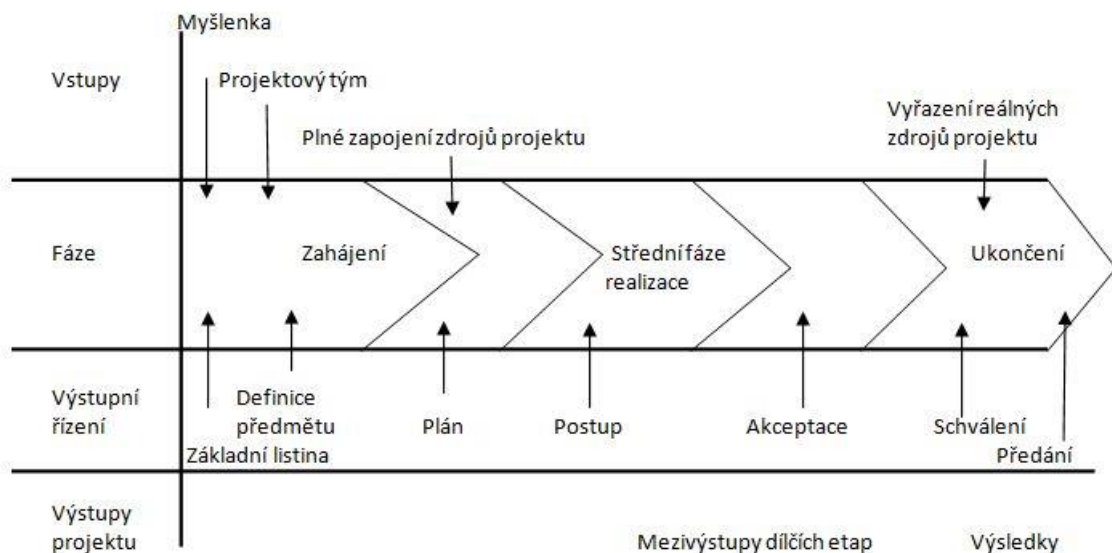 Myšlenka
Vstupy
Projektový tým
Plné zapojení zdrojů projektu
Vyřazení reálných
zdrojů projektu
Fáze
Zahájení
Střední fáze
realizace
Ukončení
Výstupní
řízení
Základní listina
Definice
předmětu
Plán
Postup
Akceptace
Schválení
Předání
Výstupy
projektu
Mezivýstupy dílčích etap
Výsledky